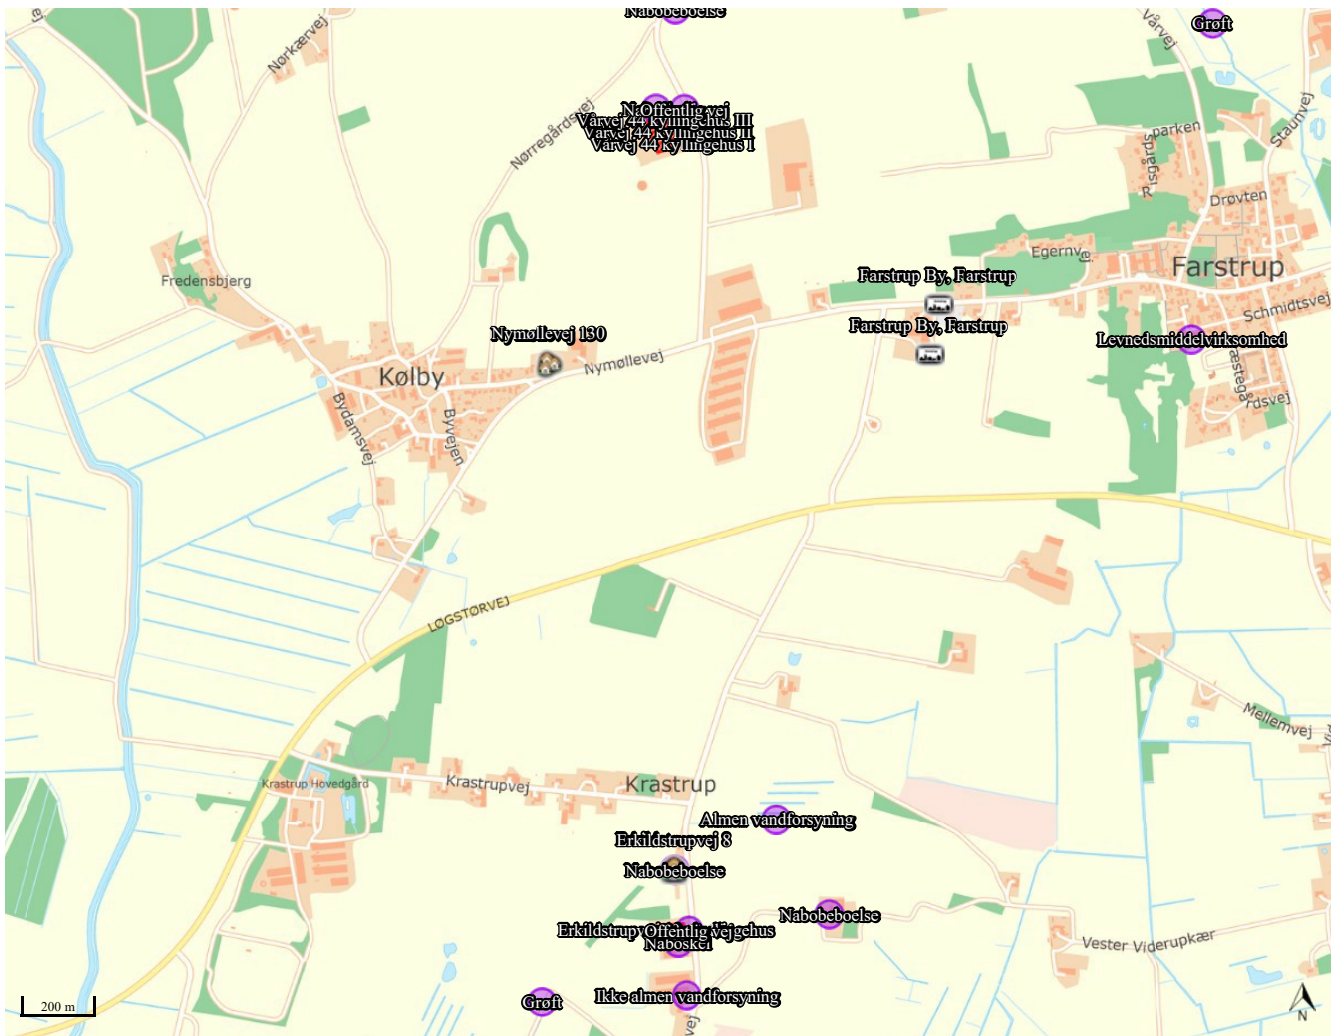 Nabobeboelse
Grøft
Vårvej
Nørkærvej
Staunvej
Offentlig vej
Vårvej 44 kyllingehus III
Vårvej 44 kyllingehus II
Vårvej 44 kyllingehus I
Nørregårdsvej
parken
Drøvten
Egernvej
Farstrup
Fredensbjerg
Farstrup By, Farstrup
Schmidtsvej
Farstrup By, Farstrup
Nymøllevej 130
Levnedsmiddelvirksomhed
Nymøllevej
Kølby
Bydamsvej
Byvejen
LØGSTØRVEJ
Mellemvej
Krastrup Hovedgård
Krastrupvej
Krastrup
Almen vandforsyning
Erkildstrupvej 8
Nabobeboelse
Nabobeboelse
Offentlig vej
Naboskel
Vester Viderupkær
Ikke almen vandforsyning
Grøft
200 m
N